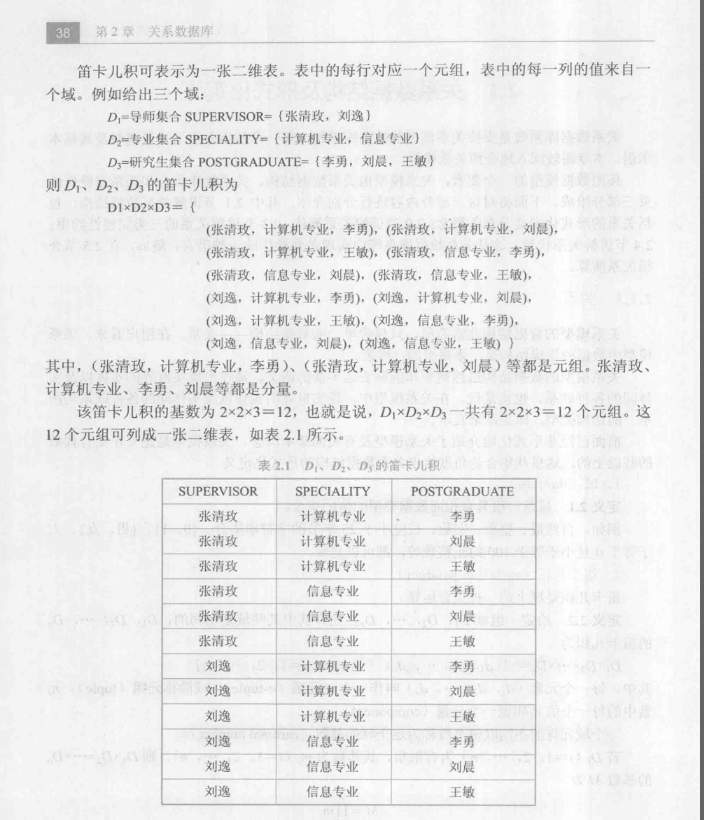 38 第 2 章 关系数据库
笛卡儿积可表示为一张二维表。表中的每行对应一个元组，表中的每一列的值来自一
个域。例如给出三个域：
D₁=导师集合 SUPERVISOR={张清玫，刘逸}
D₂=专业集合 SPECIALITY={计算机专业，信息专业}
D₃=研究生集合 POSTGRADUATE={李勇，刘晨，王敏}
则 D₁、D₂、D₃ 的笛卡儿积为
D1×D2×D3＝{
(张清玫，计算机专业，李勇)，(张清玫，计算机专业，刘晨)，
(张清玫，计算机专业，王敏)，(张清玫，信息专业，李勇)，
(张清玫，信息专业，刘晨)，(张清玫，信息专业，王敏)，
(刘逸，计算机专业，李勇)，(刘逸，计算机专业，刘晨)，
(刘逸，计算机专业，王敏)，(刘逸，信息专业，李勇)，
(刘逸，信息专业，刘晨)，(刘逸，信息专业，王敏) }
其中，(张清玫，计算机专业，李勇)、(张清玫，计算机专业，刘晨) 等都是元组。张清玫、
计算机专业、李勇、刘晨等都是分量。
该笛卡儿积的基数为 2×2×3＝12，也就是说，D₁×D₂×D₃ 一共有 2×2×3＝12 个元组。这
12 个元组可列成一张二维表，如表 2.1 所示。
表 2.1 D₁、D₂、D₃ 的笛卡儿积
SUPERVISOR SPECIALITY POSTGRADUATE
张清玫 计算机专业 李勇
张清玫 计算机专业 刘晨
张清玫 计算机专业 王敏
张清玫 信息专业 李勇
张清玫 信息专业 刘晨
张清玫 信息专业 王敏
刘逸 计算机专业 李勇
刘逸 计算机专业 刘晨
刘逸 计算机专业 王敏
刘逸 信息专业 李勇
刘逸 信息专业 刘晨
刘逸 信息专业 王敏